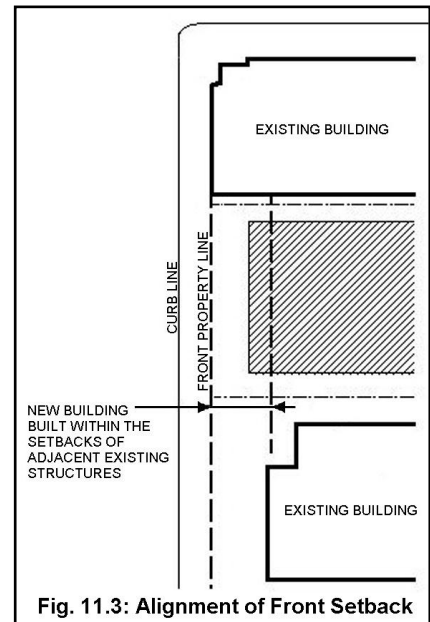 EXISTING BUILDING
CURB LINE
FRONT PROPERTY LINE
NEW BUILDING
BUILT WITHIN THE
SETBACKS OF
ADJACENT EXISTING
STRUCTURES
EXISTING BUILDING
Fig. 11.3: Alignment of Front Setback